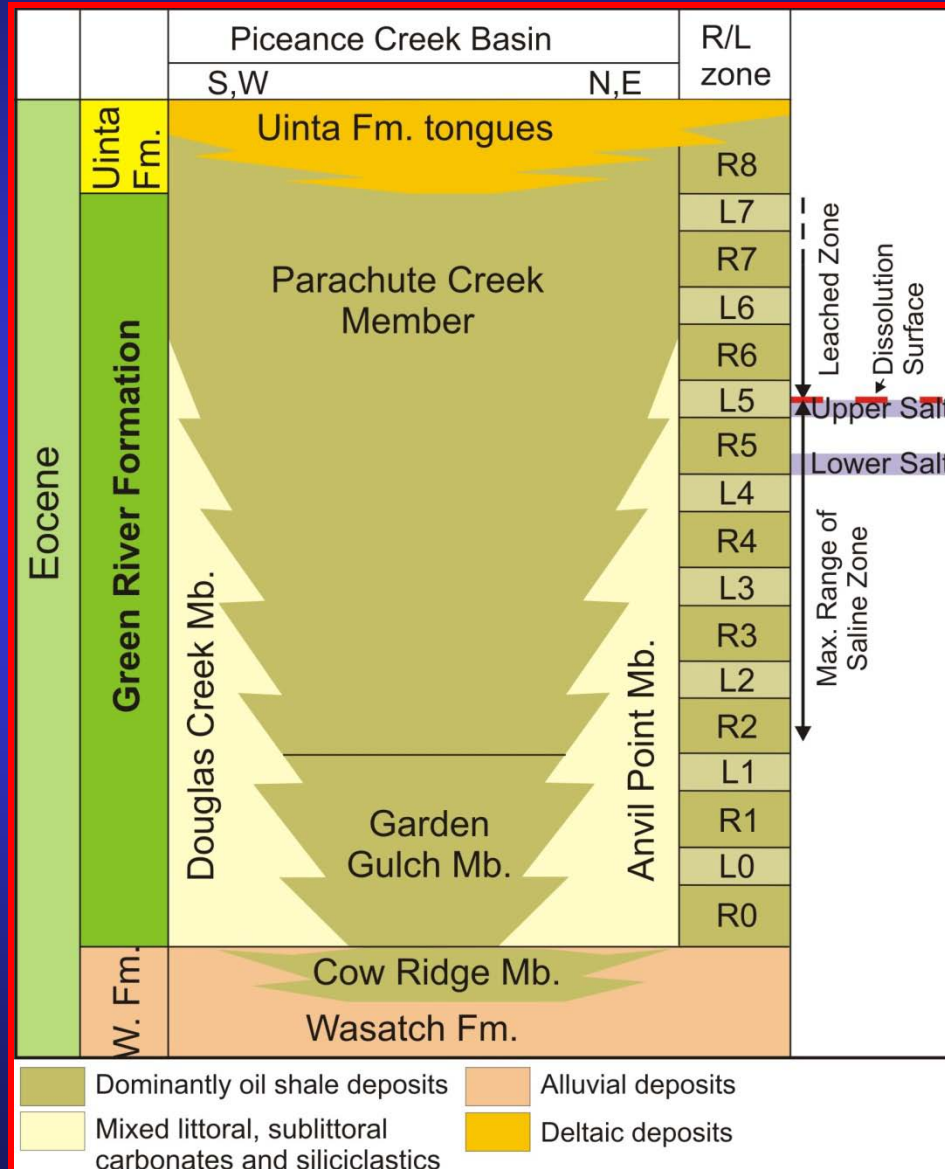 Piceance Creek Basin
S,W
N,E
R/L
zone
Eocene
Uinta
Fm.
Green River Formation
W. Fm.
Uinta Fm. tongues
Parachute Creek
Member
Douglas Creek Mb.
Anvil Point Mb.
Garden
Gulch Mb.
Cow Ridge Mb.
Wasatch Fm.
R8
L7
R7
L6
R6
L5
R5
L4
R4
L3
R3
L2
R2
L1
R1
L0
R0
Leached Zone
Dissolution
Surface
Upper Salt
Lower Salt
Max. Range of
Saline Zone
Dominantly oil shale deposits
Mixed littoral, sublittoral
carbonates and siliciclastics
Alluvial deposits
Deltaic deposits